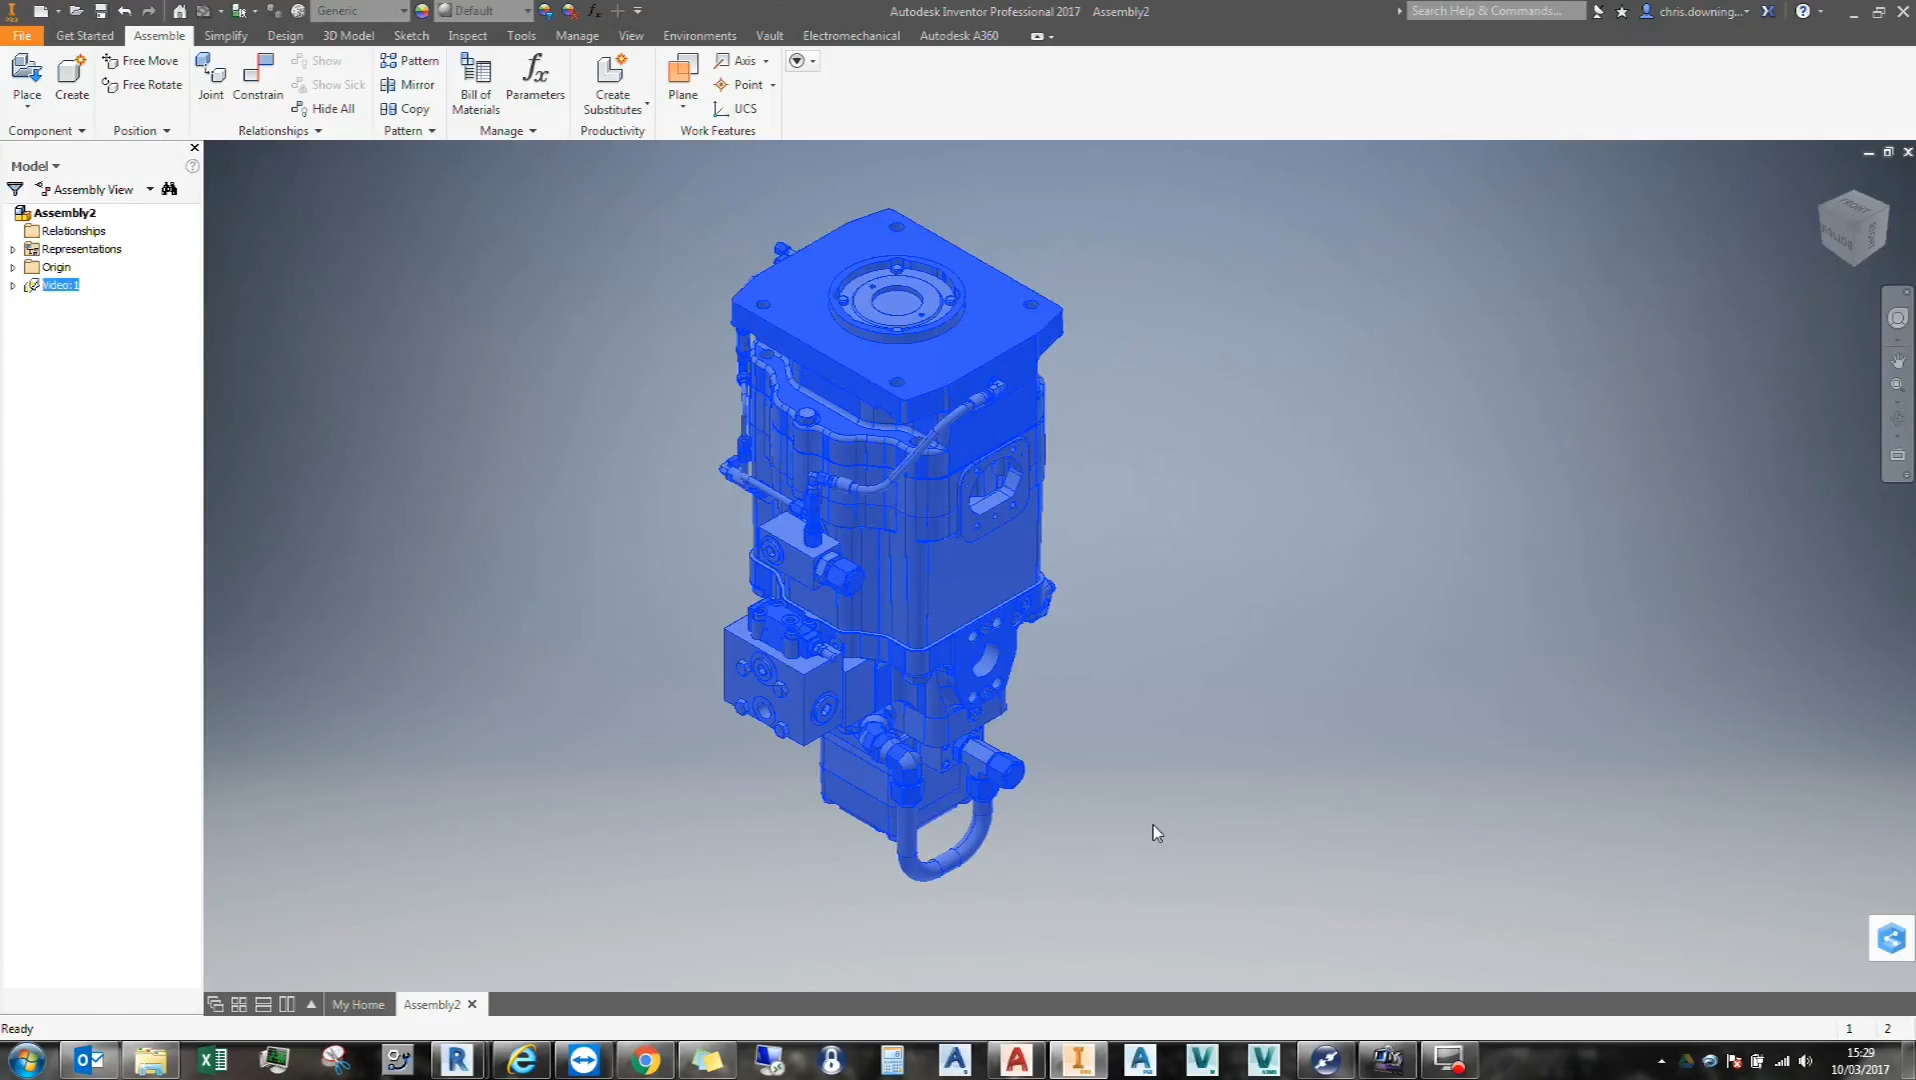 Generic
Default
Autodesk Inventor Professional 2017 Assembly2
Search Help & Commands...
chris.downing...
File Get Started Assemble Simplify Design 3D Model Sketch Inspect Tools Manage View Environments Vault Electromechanical Autodesk A360
Place
Create
Free Move
Free Rotate
Joint
Constrain
Show
Show Sick
Hide All
Pattern
Mirror
Copy
Bill of
Materials
Parameters
Create
Substitutes
Plane
Axis
Point
UCS
Component Position Relationships Pattern Manage Productivity Work Features
Model
Assembly View
Assembly2
Relationships
Representations
Origin
Video:1
FRONT
RIGHT
BOTTOM
My Home Assembly2
Ready
1 2
15:29
10/03/2017